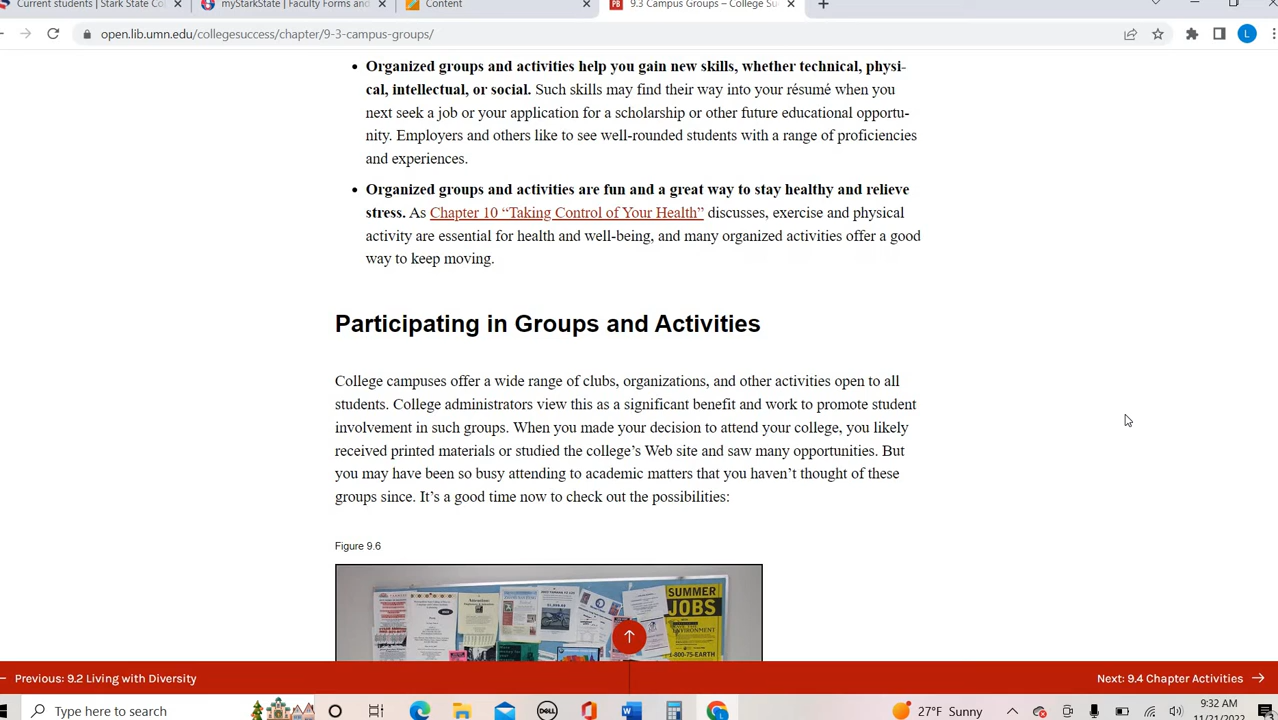 Current students | Stark State Co
myStarkState | Faculty Forms and
Content
9.3 Campus Groups – College Su
open.lib.umn.edu/collegesuccess/chapter/9-3-campus-groups/
L
Organized groups and activities help you gain new skills, whether technical, physi-
cal, intellectual, or social. Such skills may find their way into your résumé when you
next seek a job or your application for a scholarship or other future educational opportu-
nity. Employers and others like to see well-rounded students with a range of proficiencies
and experiences.
Organized groups and activities are fun and a great way to stay healthy and relieve
stress. As Chapter 10 “Taking Control of Your Health” discusses, exercise and physical
activity are essential for health and well-being, and many organized activities offer a good
way to keep moving.
Participating in Groups and Activities
College campuses offer a wide range of clubs, organizations, and other activities open to all
students. College administrators view this as a significant benefit and work to promote student
involvement in such groups. When you made your decision to attend your college, you likely
received printed materials or studied the college’s Web site and saw many opportunities. But
you may have been so busy attending to academic matters that you haven’t thought of these
groups since. It’s a good time now to check out the possibilities:
Figure 9.6
SUMMER
JOBS
ENVIRONMENT
1-800-75-EARTH
Previous: 9.2 Living with Diversity
Next: 9.4 Chapter Activities
Type here to search
DELL
27°F Sunny
9:32 AM
11/21/202